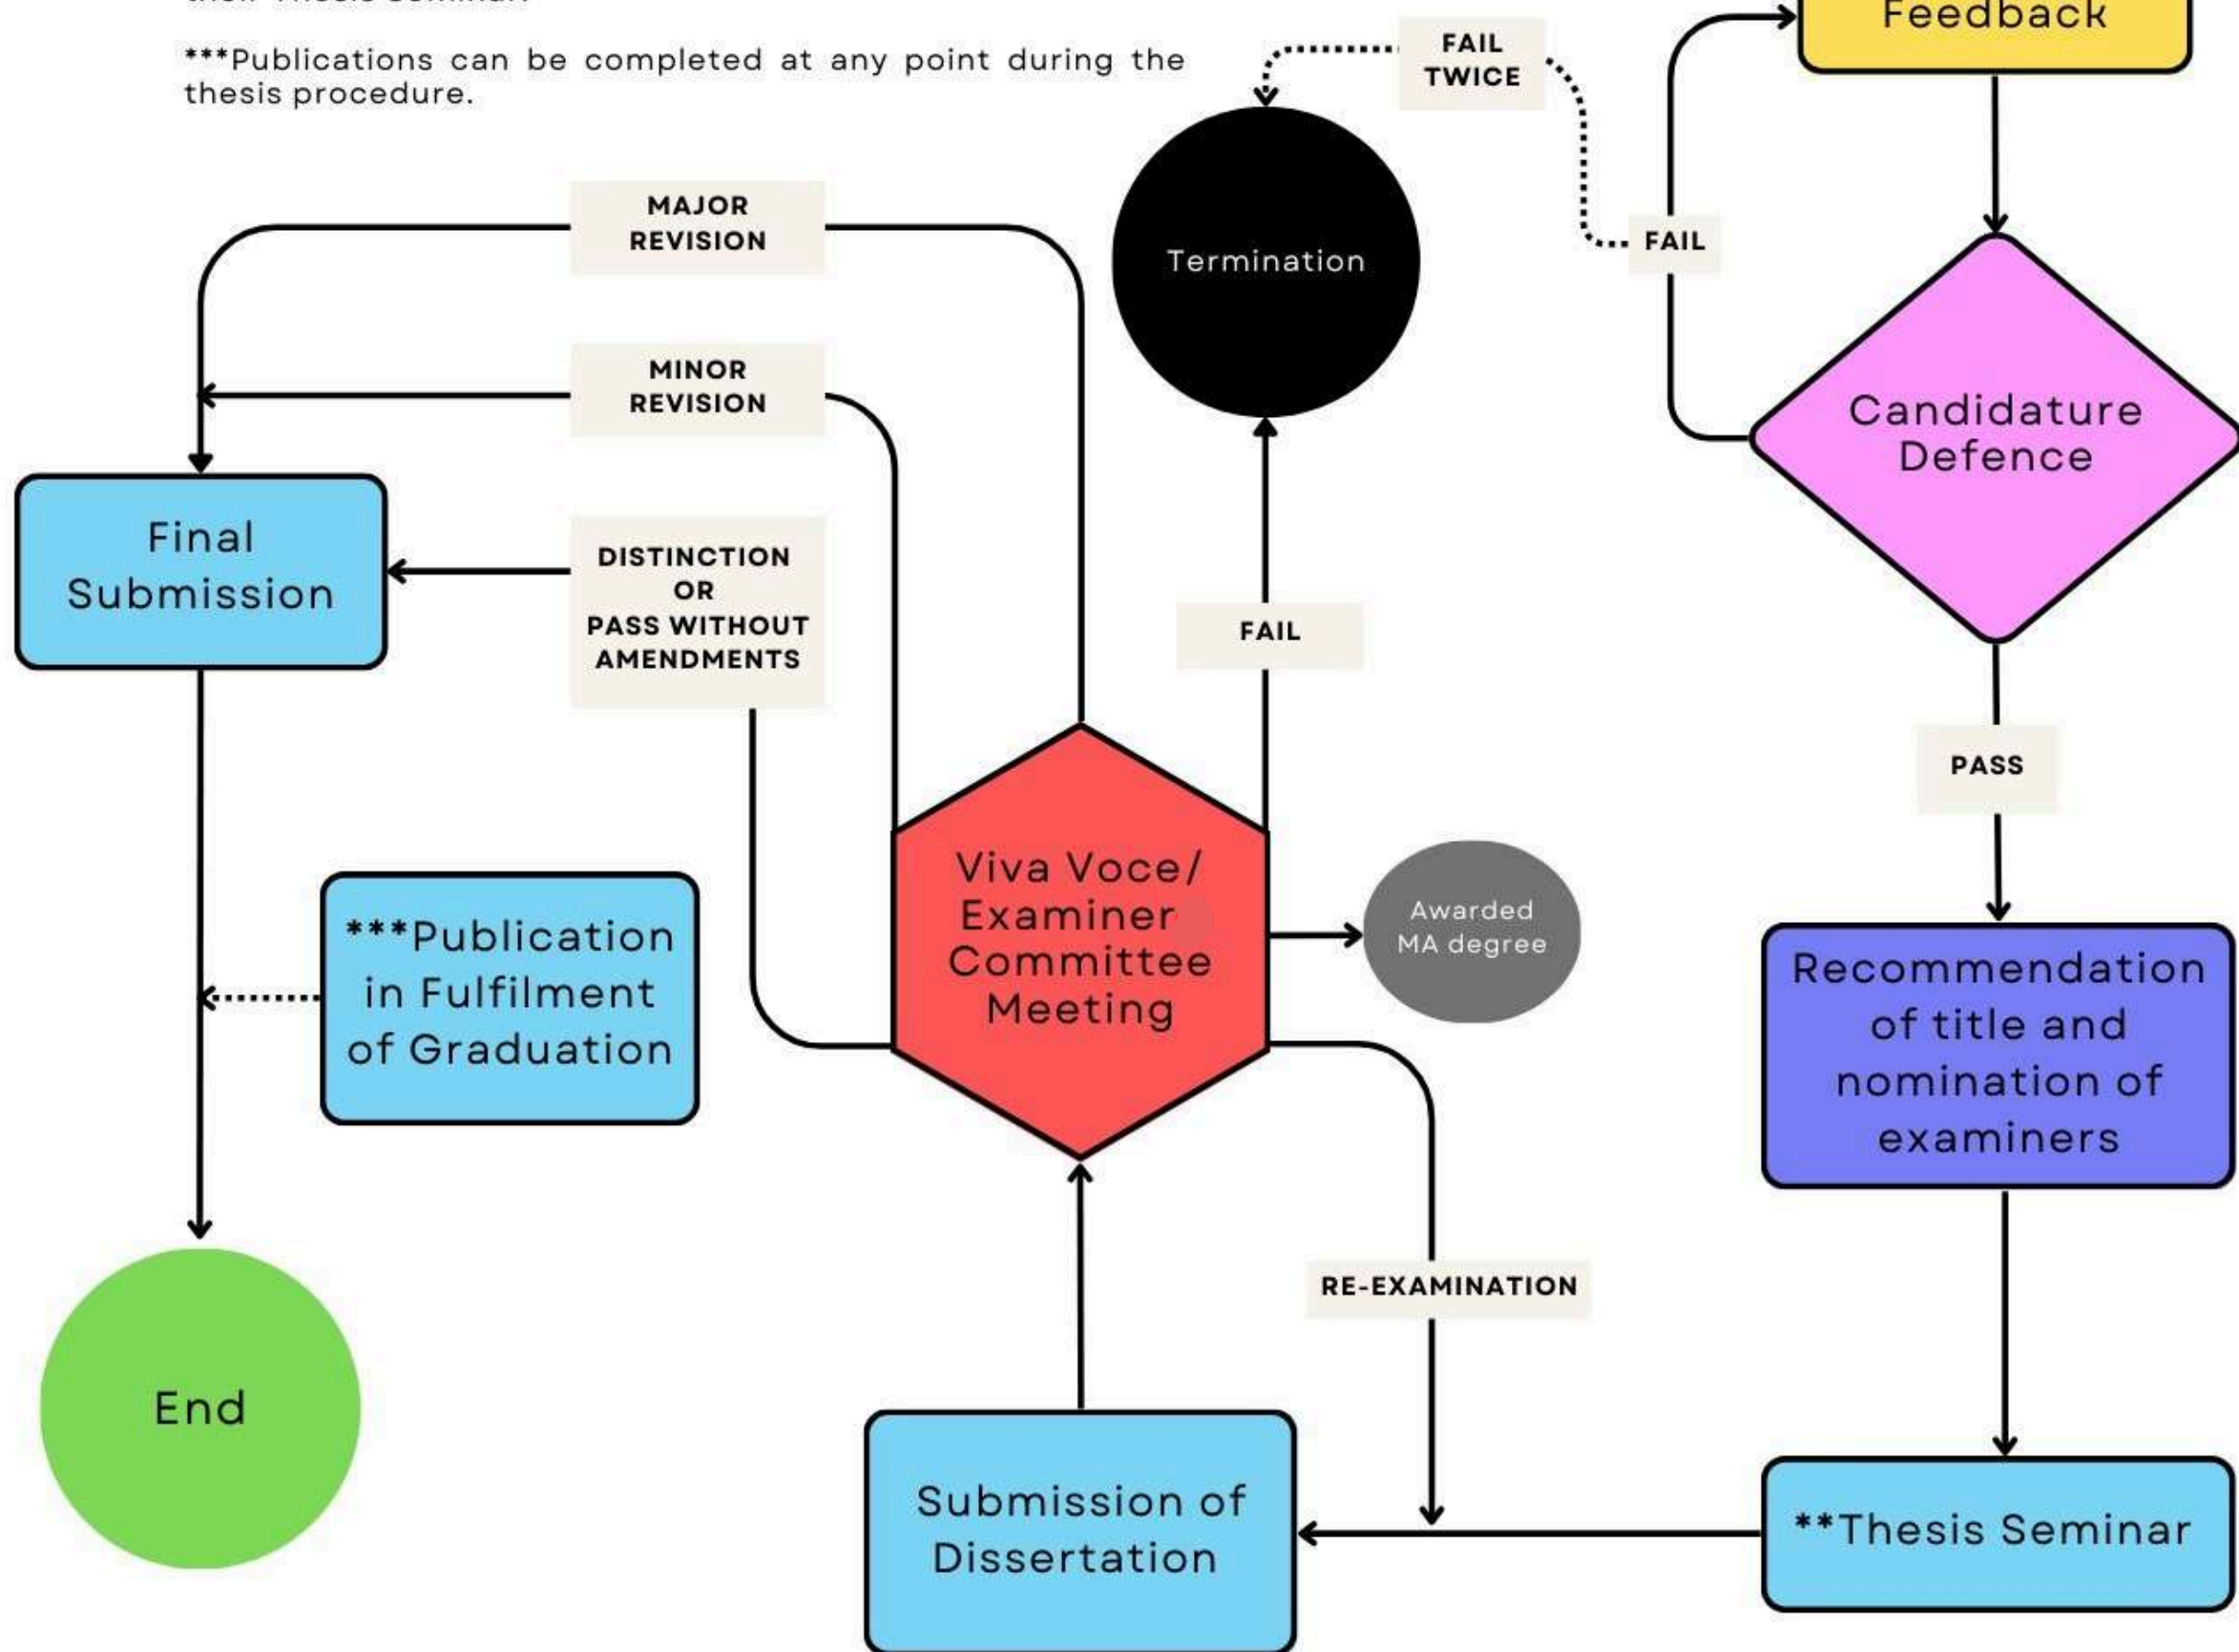 ***Publications can be completed at any point during the
thesis procedure.
Feedback
FAIL
TWICE
MAJOR
REVISION
Termination
FAIL
MINOR
REVISION
Candidature
Defence
Final
Submission
DISTINCTION
OR
PASS WITHOUT
AMENDMENTS
FAIL
PASS
Viva Voce/
Examiner
Committee
Meeting
Awarded
MA degree
***Publication
in Fulfilment
of Graduation
Recommendation
of title and
nomination of
examiners
RE-EXAMINATION
End
Submission of
Dissertation
**Thesis Seminar